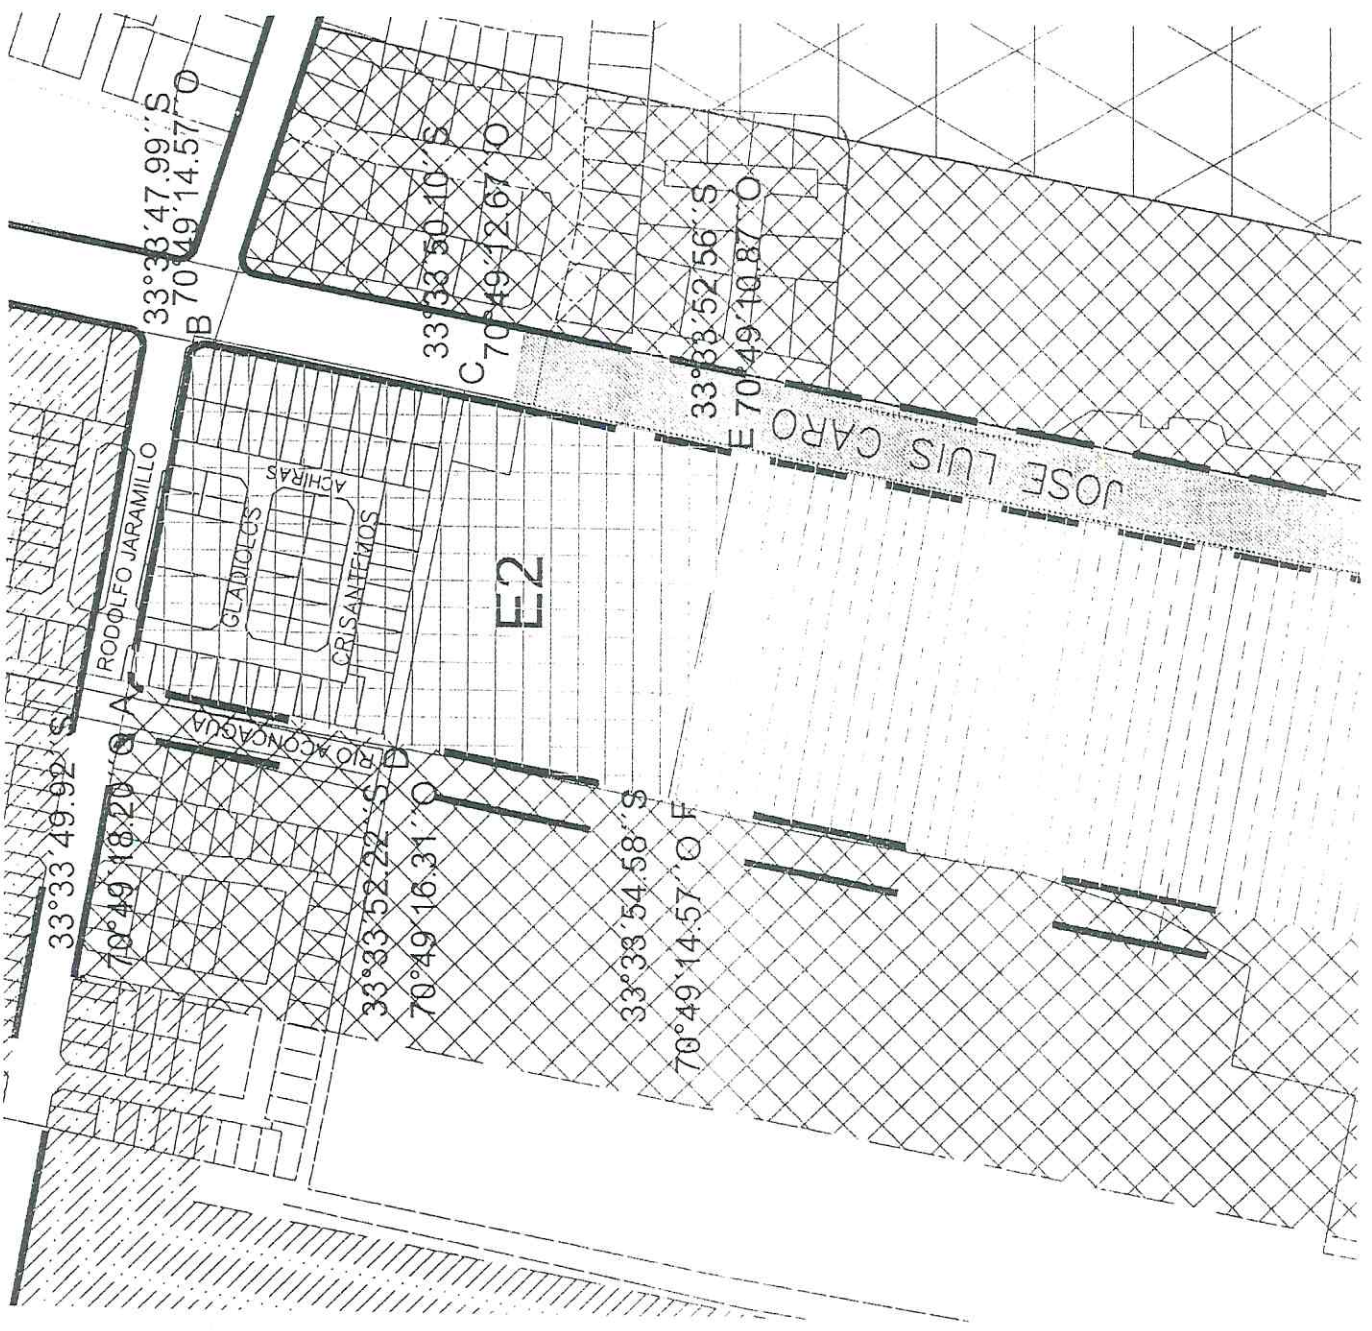 33°33´47.99´´S
70°49´14.57´´O
B
33°33´50.10´´S
70°49´12.67´´O
C
33°33´52.56´´S
70°49´10.87´´O
E
JOSE LUIS CARO
RODOLFO JARAMILLO
ACHIRAS
GLADIOLOS
CRISANTEMOS
E2
RIO ACONCAGUA
33°33´49.92´´S
70°49´18.20´´O
A
33°33´52.22´´S
70°49´16.31´´O
D
33°33´54.58´´S
70°49´14.57´´O
F